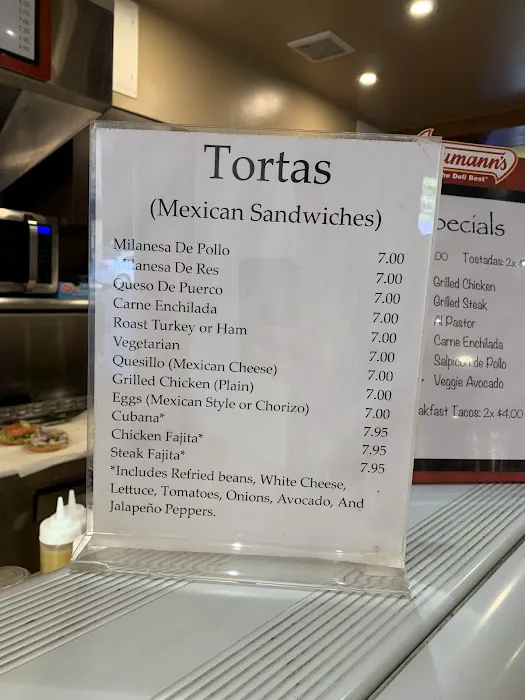 Tortas
(Mexican Sandwiches)
Milanesa De Pollo 7.00
Milanesa De Res 7.00
Queso De Puerco 7.00
Carne Enchilada 7.00
Roast Turkey or Ham 7.00
Vegetarian 7.00
Quesillo (Mexican Cheese) 7.00
Grilled Chicken (Plain) 7.00
Eggs (Mexican Style or Chorizo) 7.00
Cubana* 7.95
Chicken Fajita* 7.95
Steak Fajita* 7.95
*Includes Refried beans, White Cheese,
Lettuce, Tomatoes, Onions, Avocado, And
Jalapeño Peppers.
umann's
he Deli Best"
pecials
.00 Tostadas: 2x
Grilled Chicken
Grilled Steak
Al Pastor
Carne Enchilada
Salpicon de Pollo
Veggie Avocado
akfast Tacos: 2x $4.00